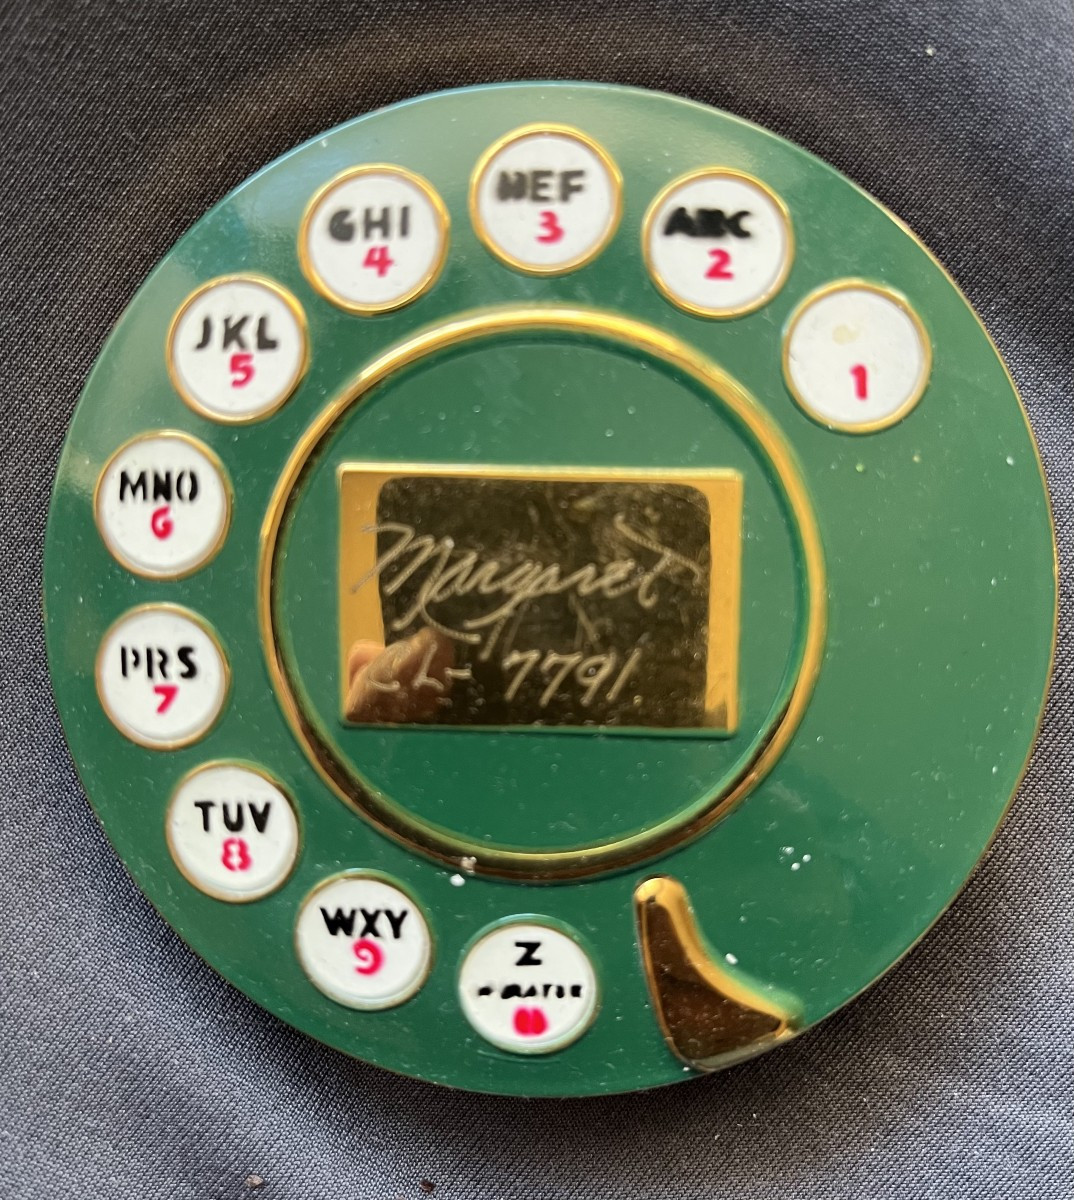 DEF
3
GHI
4
ABC
2
JKL
5
1
MNO
6
Margaret
L- 7791
PRS
7
TUV
8
WXY
9
Z
0